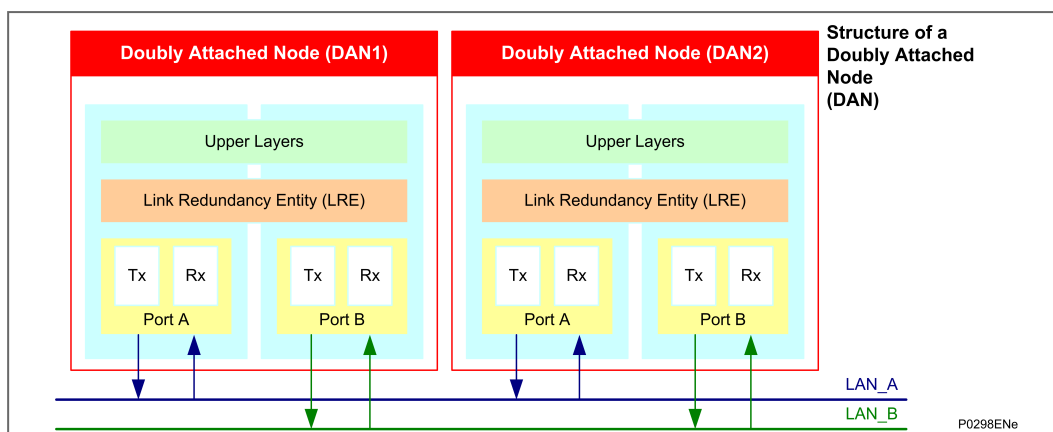 Doubly Attached Node (DAN1)
Doubly Attached Node (DAN2)
Structure of a
Doubly Attached
Node
(DAN)
Upper Layers
Upper Layers
Link Redundancy Entity (LRE)
Link Redundancy Entity (LRE)
Tx
Rx
Tx
Rx
Tx
Rx
Tx
Rx
Port A
Port B
Port A
Port B
LAN_A
LAN_B
P0298ENe